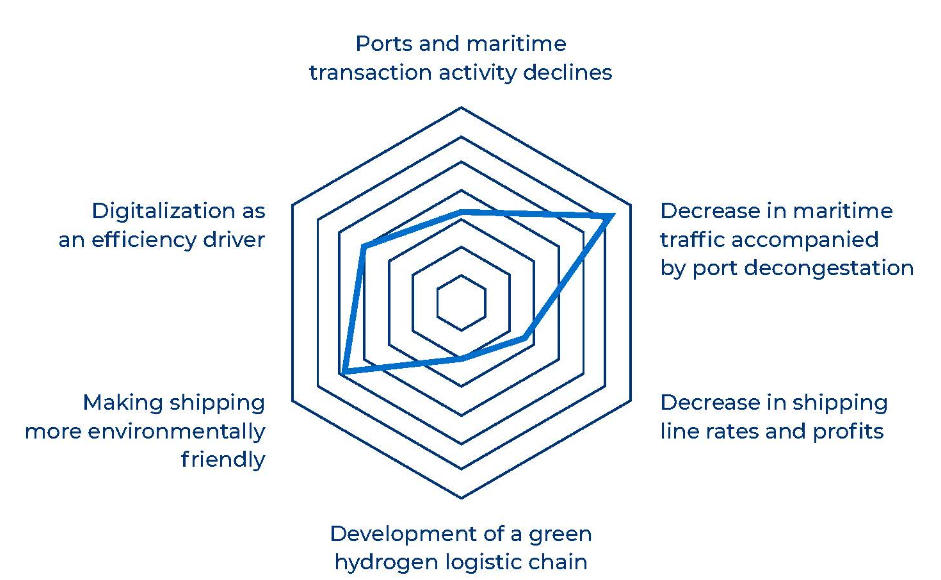 Ports and maritime
transaction activity declines
Digitalization as
an efficiency driver
Decrease in maritime
traffic accompanied
by port decongestation
Making shipping
more environmentally
friendly
Decrease in shipping
line rates and profits
Development of a green
hydrogen logistic chain